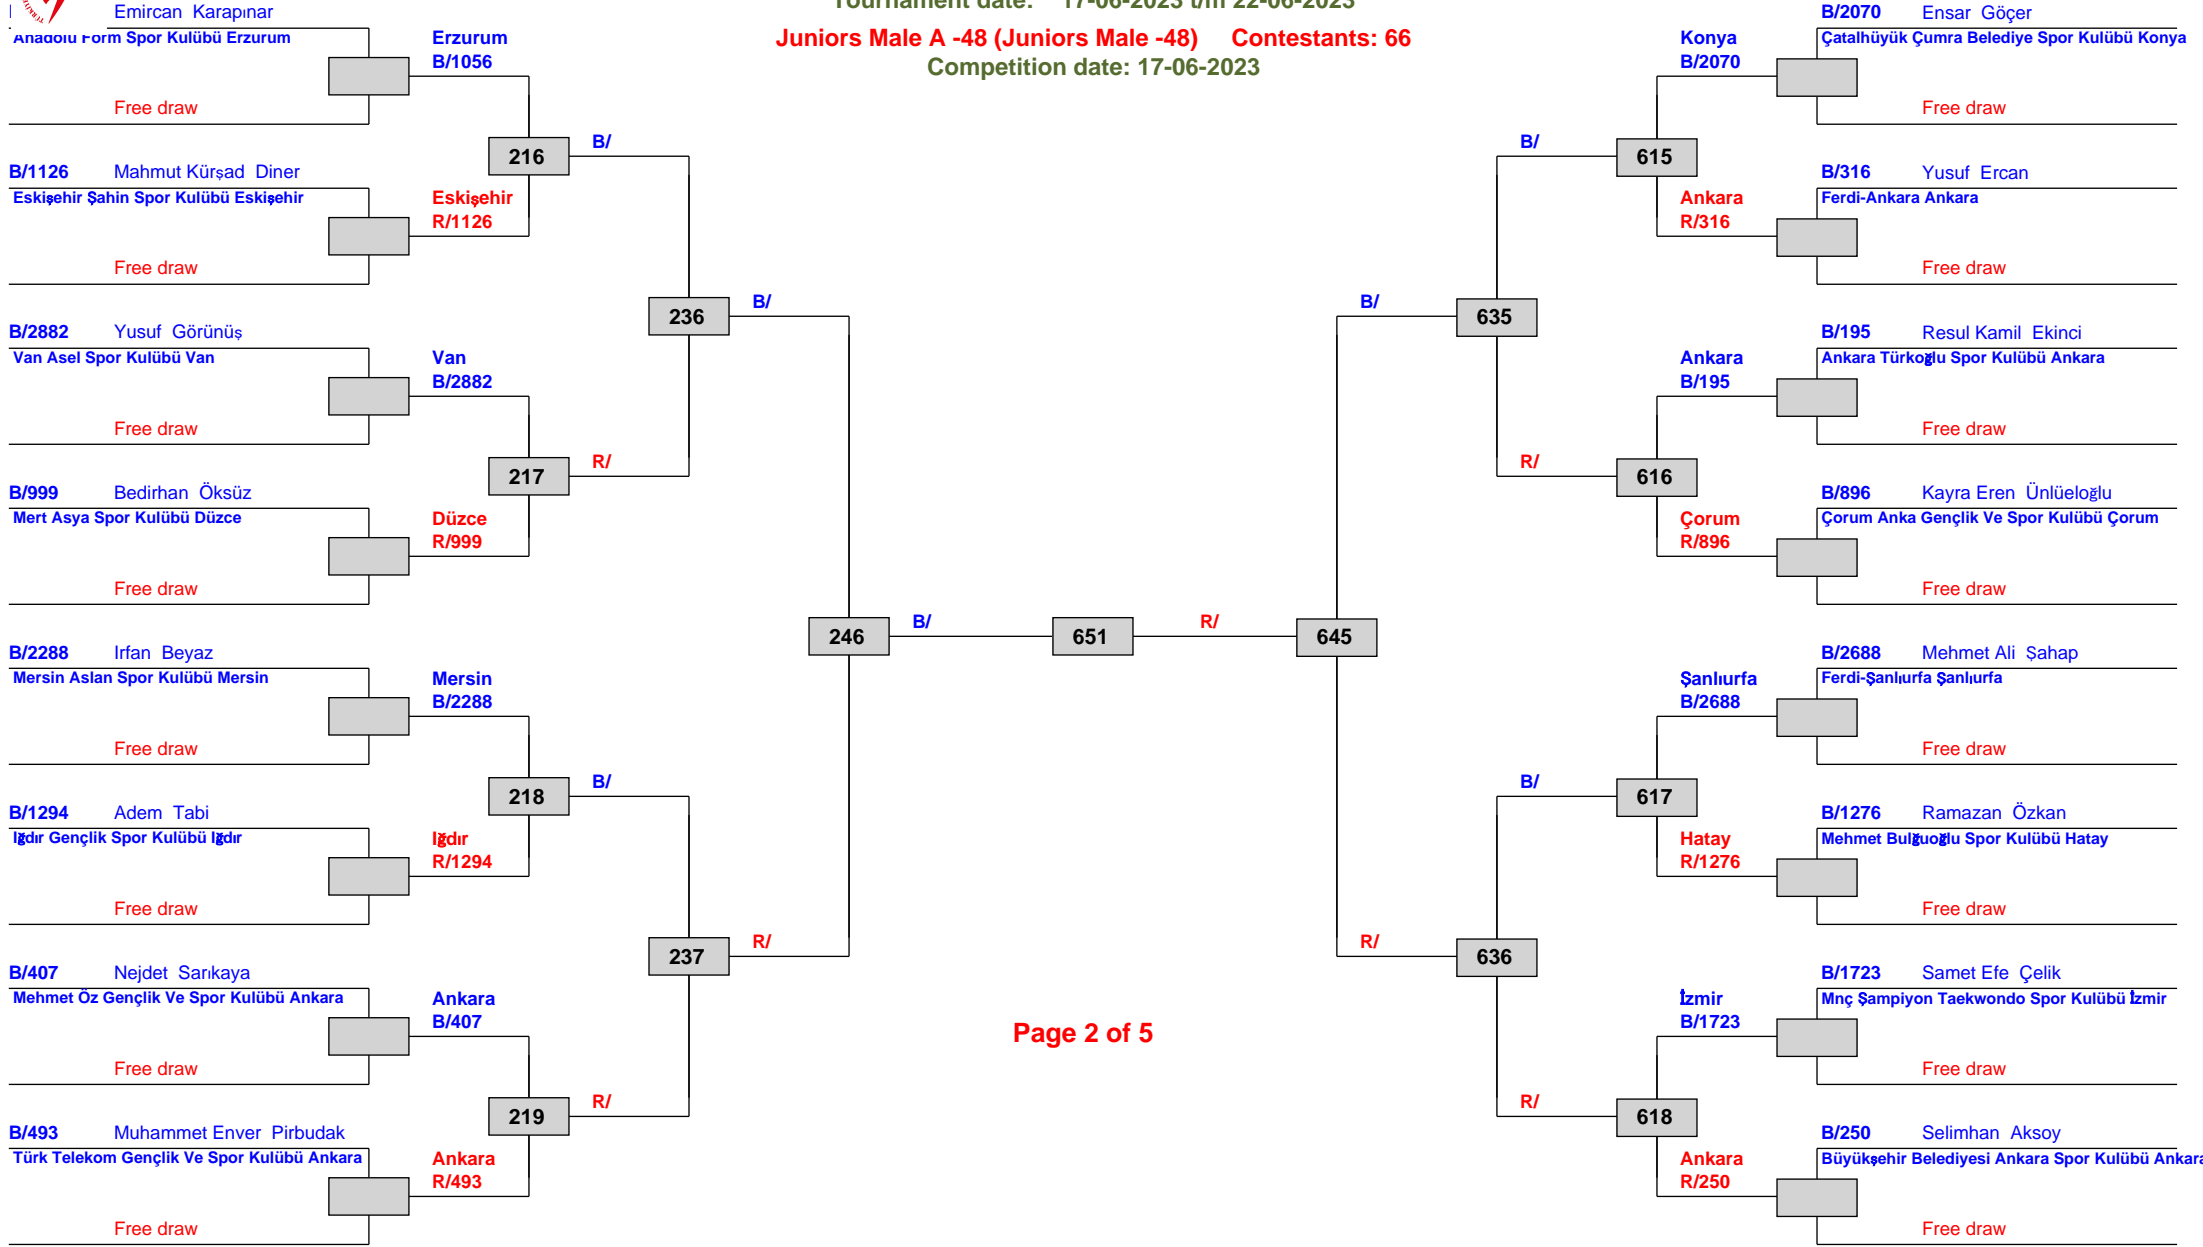 Tournament date: 17-06-2023 t/m 22-06-2023
Juniors Male A -48 (Juniors Male -48) Contestants: 66
Competition date: 17-06-2023
Emircan Karapınar
Anadolu Form Spor Kulübü Erzurum
Free draw
Erzurum
B/1056
B/1126 Mahmut Kürşad Diner
Eskişehir Şahin Spor Kulübü Eskişehir
Free draw
Eskişehir
R/1126
216
B/
B/2882 Yusuf Görünüş
Van Asel Spor Kulübü Van
Free draw
Van
B/2882
B/999 Bedirhan Öksüz
Mert Asya Spor Kulübü Düzce
Free draw
Düzce
R/999
217
R/
236
B/
B/2288 Irfan Beyaz
Mersin Aslan Spor Kulübü Mersin
Free draw
Mersin
B/2288
B/1294 Adem Tabi
Iğdır Gençlik Spor Kulübü Iğdır
Free draw
Iğdır
R/1294
218
B/
B/407 Nejdet Sarıkaya
Mehmet Öz Gençlik Ve Spor Kulübü Ankara
Free draw
Ankara
B/407
B/493 Muhammet Enver Pirbudak
Türk Telekom Gençlik Ve Spor Kulübü Ankara
Free draw
Ankara
R/493
219
R/
237
R/
246
B/
651
R/
645
B/
635
B/
615
Konya
B/2070
B/2070 Ensar Göçer
Çatalhüyük Çumra Belediye Spor Kulübü Konya
Free draw
Ankara
R/316
B/316 Yusuf Ercan
Ferdi-Ankara Ankara
Free draw
R/
616
Ankara
B/195
B/195 Resul Kamil Ekinci
Ankara Türkoğlu Spor Kulübü Ankara
Free draw
Çorum
R/896
B/896 Kayra Eren Ünlüeloğlu
Çorum Anka Gençlik Ve Spor Kulübü Çorum
Free draw
R/
636
B/
617
Şanlıurfa
B/2688
B/2688 Mehmet Ali Şahap
Ferdi-Şanlıurfa Şanlıurfa
Free draw
Hatay
R/1276
B/1276 Ramazan Özkan
Mehmet Bulğuoğlu Spor Kulübü Hatay
Free draw
R/
618
İzmir
B/1723
B/1723 Samet Efe Çelik
Mnç Şampiyon Taekwondo Spor Kulübü İzmir
Free draw
Ankara
R/250
B/250 Selimhan Aksoy
Büyükşehir Belediyesi Ankara Spor Kulübü Ankara
Free draw
Page 2 of 5